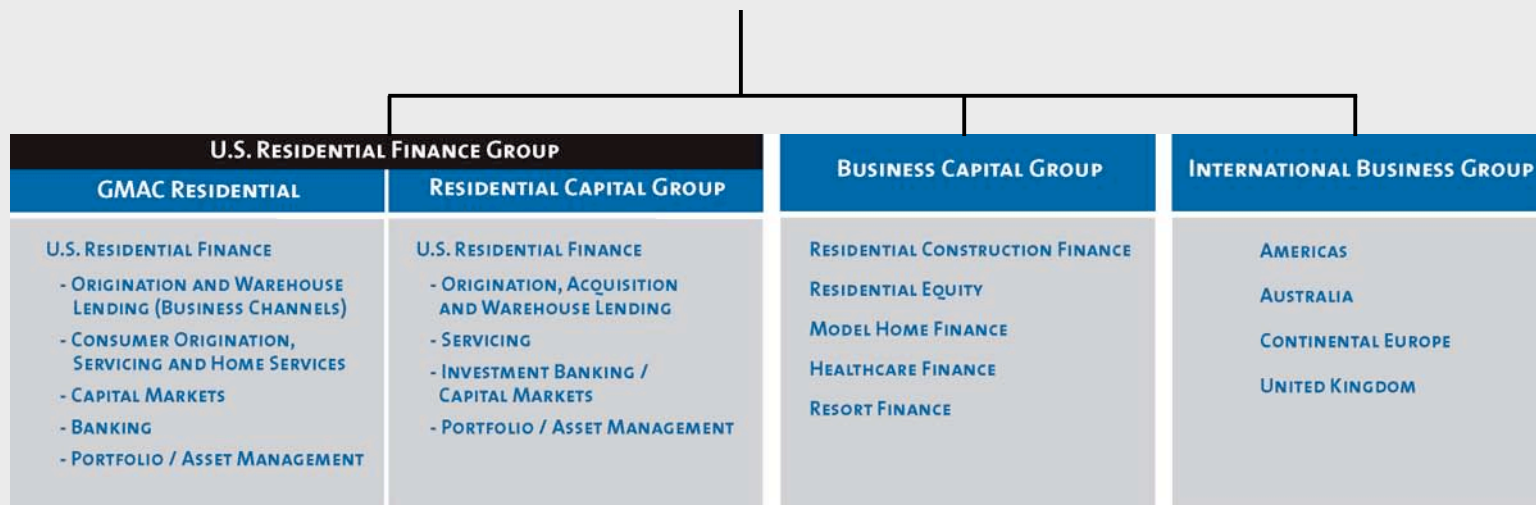 U.S. Residential Finance Group
GMAC Residential
U.S. Residential Finance
- Origination and Warehouse
Lending (Business Channels)
- Consumer Origination,
Servicing and Home Services
- Capital Markets
- Banking
- Portfolio / Asset Management
Residential Capital Group
U.S. Residential Finance
- Origination, Acquisition
and Warehouse Lending
- Servicing
- Investment Banking /
Capital Markets
- Portfolio / Asset Management
Business Capital Group
Residential Construction Finance
Residential Equity
Model Home Finance
Healthcare Finance
Resort Finance
International Business Group
Americas
Australia
Continental Europe
United Kingdom